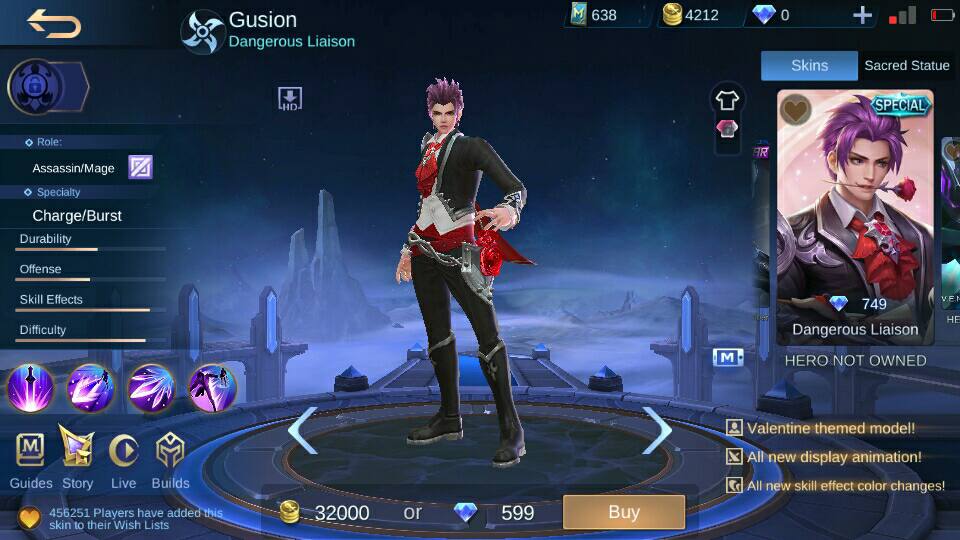 Gusion
Dangerous Liaison
638
4212
0
Skins
Sacred Statue
HD
SPECIAL
Role:
Assassin/Mage
Specialty
Charge/Burst
Durability
Offense
Skill Effects
Difficulty
749
Dangerous Liaison
HERO NOT OWNED
M
M
Guides
Story
Live
Builds
Valentine themed model!
All new display animation!
All new skill effect color changes!
456251 Players have added this
skin to their Wish Lists
32000 or 599
Buy